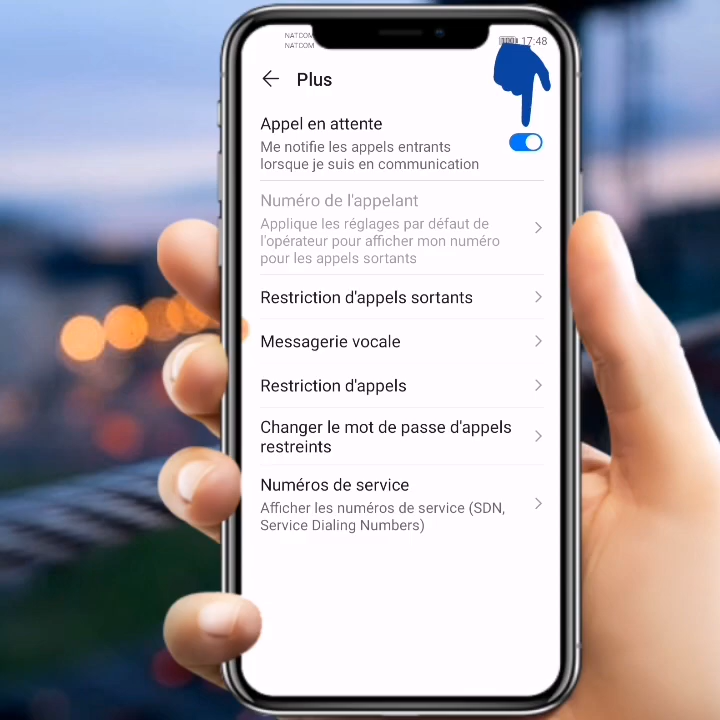 NATCOM
NATCOM
100 17:48
Plus
Appel en attente
Me notifie les appels entrants
lorsque je suis en communication
Numéro de l'appelant
Applique les réglages par défaut de
l'opérateur pour afficher mon numéro
pour les appels sortants
Restriction d'appels sortants
Messagerie vocale
Restriction d'appels
Changer le mot de passe d'appels
restreints
Numéros de service
Afficher les numéros de service (SDN,
Service Dialing Numbers)